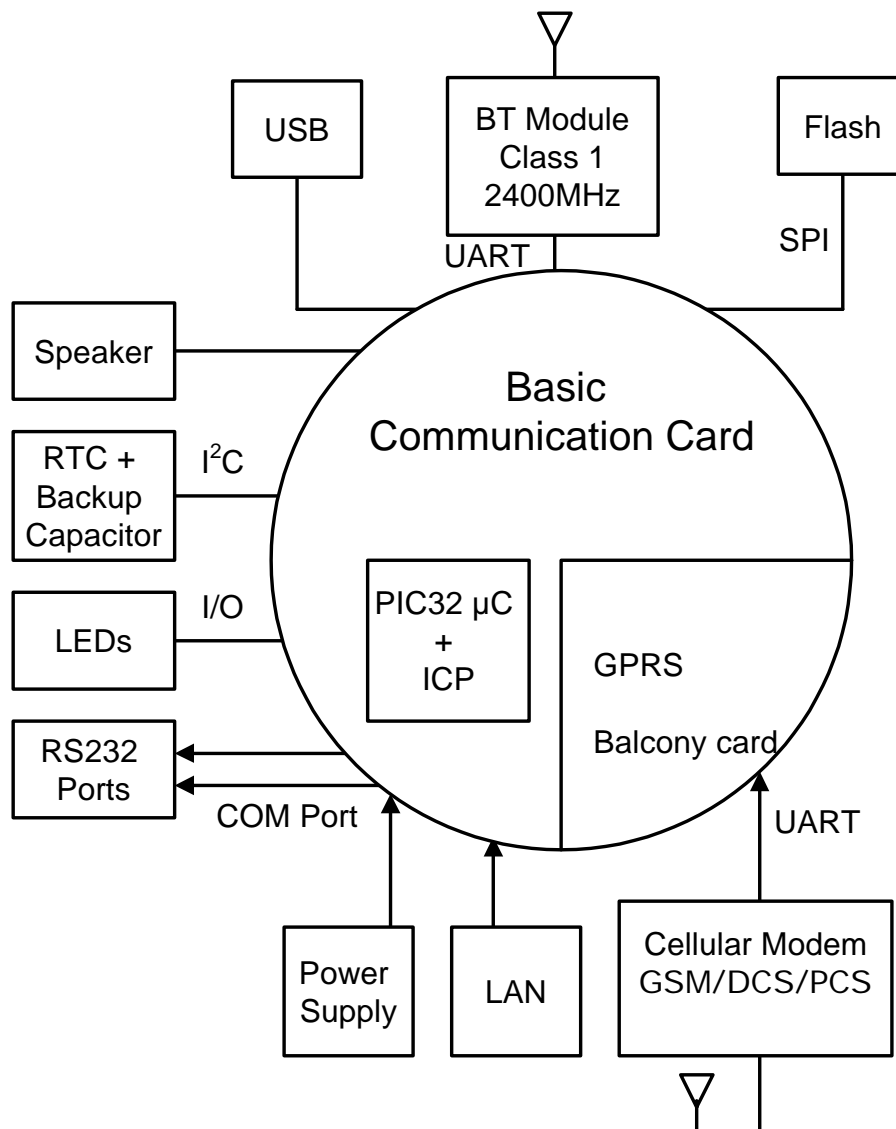 USB
BT Module
Class 1
2400MHz
Flash
UART
SPI
Speaker
Basic
Communication Card
RTC +
Backup
Capacitor
I²C
PIC32 µC
+
ICP
I/O
LEDs
GPRS
Balcony card
RS232
Ports
COM Port
UART
Power
Supply
LAN
Cellular Modem
GSM/DCS/PCS